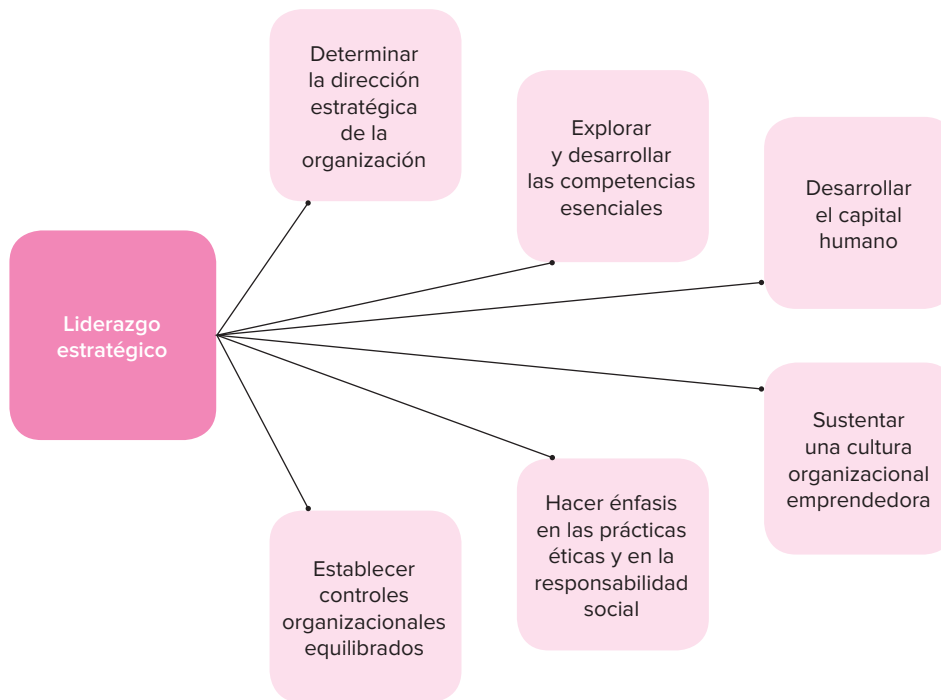 Determinar
la dirección
estratégica
de la
organización
Explorar
y desarrollar
las competencias
esenciales
Desarrollar
el capital
humano
Liderazgo
estratégico
Sustentar
una cultura
organizacional
emprendedora
Hacer énfasis
en las prácticas
éticas y en la
responsabilidad
social
Establecer
controles
organizacionales
equilibrados